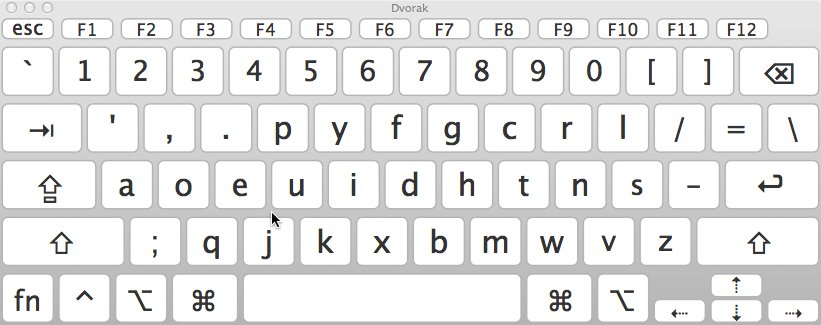 Dvorak
esc F1 F2 F3 F4 F5 F6 F7 F8 F9 F10 F11 F12
` 1 2 3 4 5 6 7 8 9 0 [ ] ⌫
⇥ ' , . p y f g c r l / = \
⇪ a o e u i d h t n s - ↩
⇧ ; q j k x b m w v z ⇧
fn ^ ⌥ ⌘ ⌘ ⌥ ⇠ ⇡ ⇣ ⇢